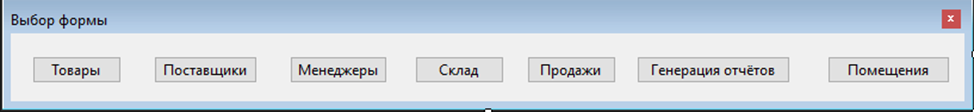 Выбор формы
x
Товары Поставщики Менеджеры Склад Продажи Генерация отчётов Помещения